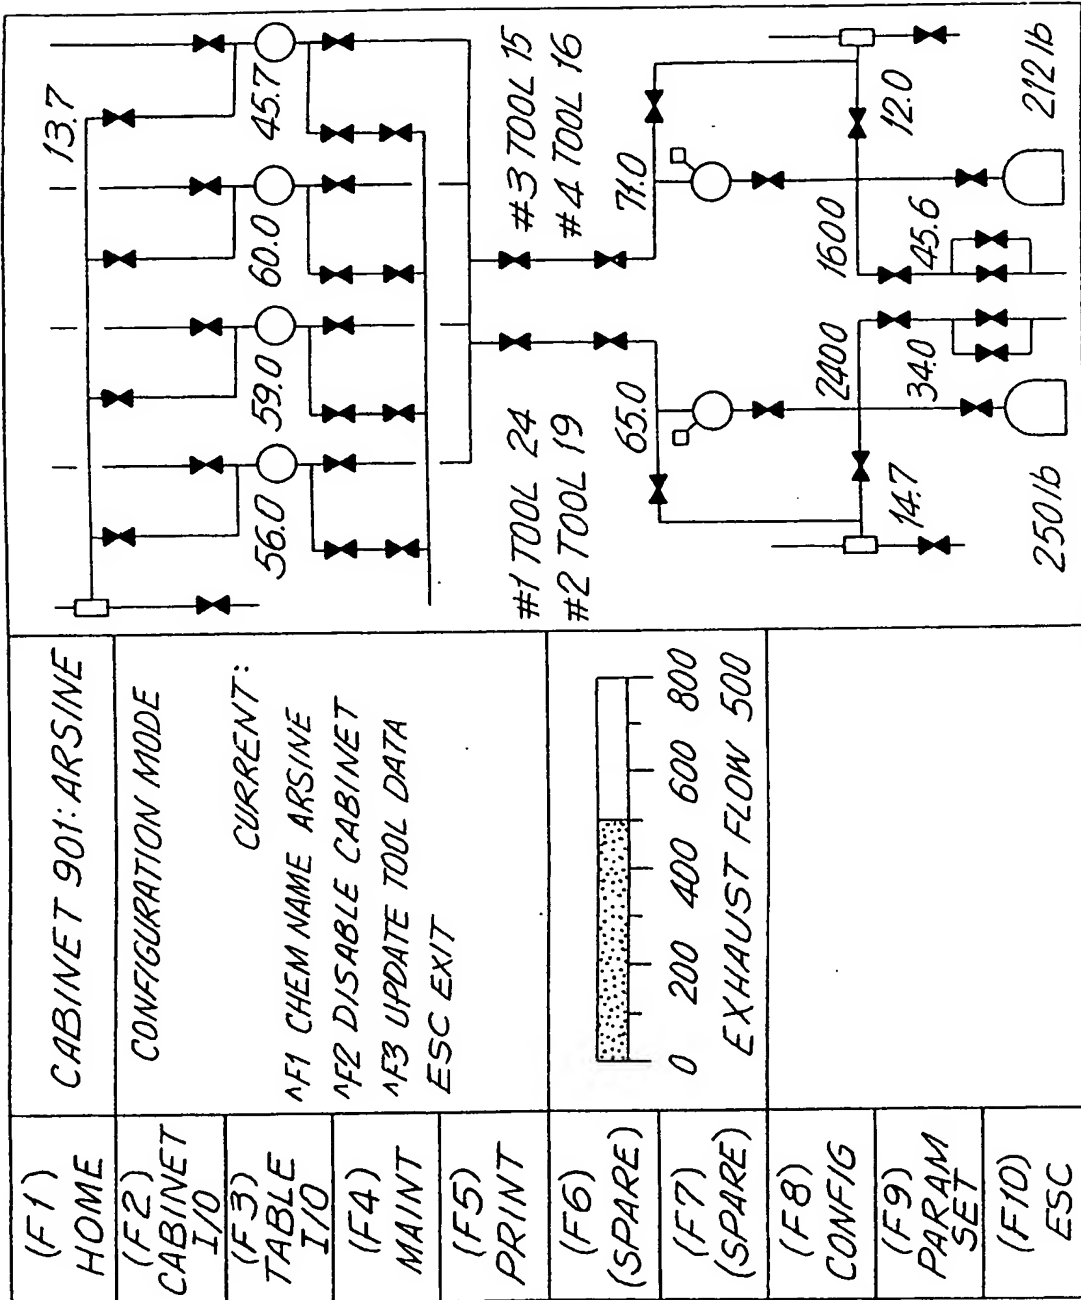 (F1)
HOME
(F2)
CABINET
I/O
(F3)
TABLE
I/O
(F4)
MAINT
(F5)
PRINT
(F6)
(SPARE)
(F7)
(SPARE)
(F8)
CONFIG
(F9)
PARAM
SET
(F10)
ESC
CABINET 901: ARSINE
CONFIGURATION MODE
CURRENT:
^F1 CHEM NAME ARSINE
^F2 DISABLE CABINET
^F3 UPDATE TOOL DATA
ESC EXIT
0 200 400 600 800
EXHAUST FLOW 500
13.7
56.0 59.0 60.0 45.7
#1 TOOL 24 #3 TOOL 15
#2 TOOL 19 #4 TOOL 16
65.0 71.0
2400 1600
14.7 34.0 45.6 12.0
250 lb 212 lb